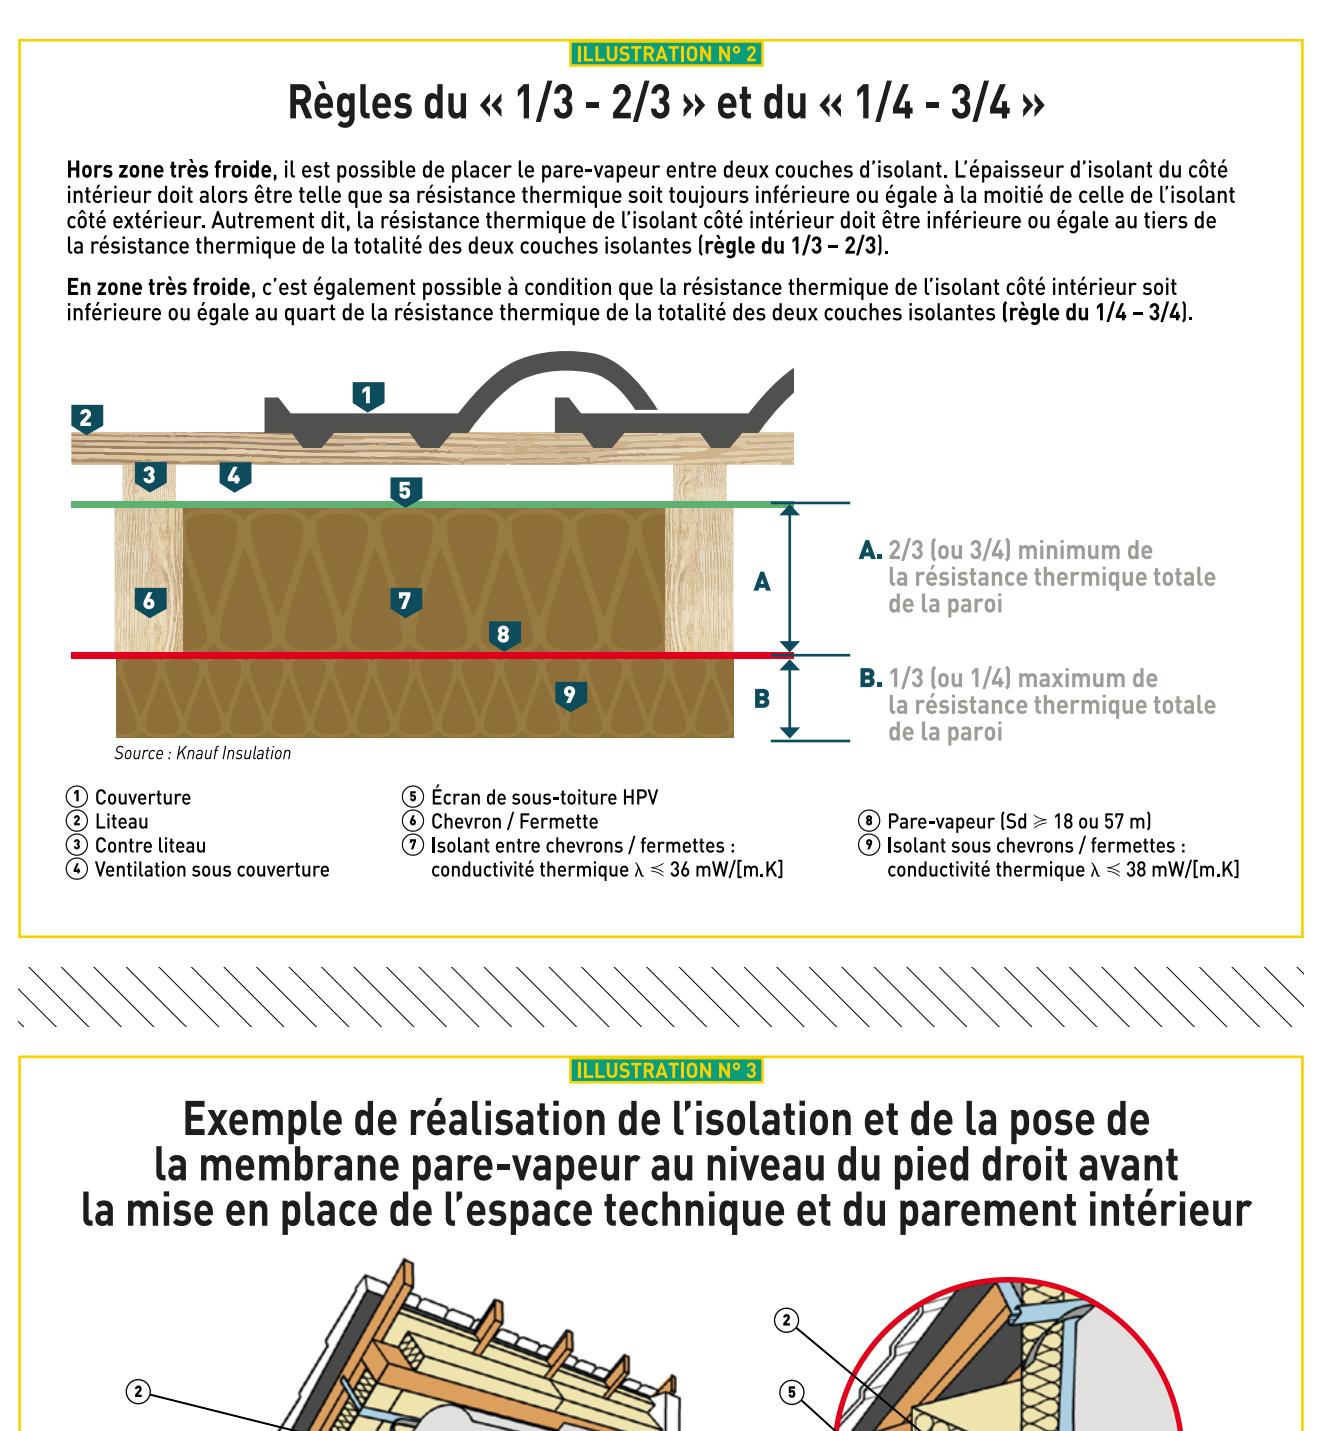 ILLUSTRATION N° 2
Règles du « 1/3 - 2/3 » et du « 1/4 - 3/4 »
Hors zone très froide, il est possible de placer le pare-vapeur entre deux couches d’isolant. L’épaisseur d’isolant du côté
intérieur doit alors être telle que sa résistance thermique soit toujours inférieure ou égale à la moitié de celle de l’isolant
côté extérieur. Autrement dit, la résistance thermique de l’isolant côté intérieur doit être inférieure ou égale au tiers de
la résistance thermique de la totalité des deux couches isolantes (règle du 1/3 – 2/3).
En zone très froide, c’est également possible à condition que la résistance thermique de l’isolant côté intérieur soit
inférieure ou égale au quart de la résistance thermique de la totalité des deux couches isolantes (règle du 1/4 – 3/4).
1
2
3
4
5
6
7
8
9
A
B
A. 2/3 (ou 3/4) minimum de
la résistance thermique totale
de la paroi
B. 1/3 (ou 1/4) maximum de
la résistance thermique totale
de la paroi
Source : Knauf Insulation
1 Couverture
2 Liteau
3 Contre liteau
4 Ventilation sous couverture
5 Écran de sous-toiture HPV
6 Chevron / Fermette
7 Isolant entre chevrons / fermettes :
conductivité thermique λ ⩽ 36 mW/[m.K]
8 Pare-vapeur (Sd ⩾ 18 ou 57 m)
9 Isolant sous chevrons / fermettes :
conductivité thermique λ ⩽ 38 mW/[m.K]
ILLUSTRATION N° 3
Exemple de réalisation de l’isolation et de la pose de
la membrane pare-vapeur au niveau du pied droit avant
la mise en place de l’espace technique et du parement intérieur
2
2
5